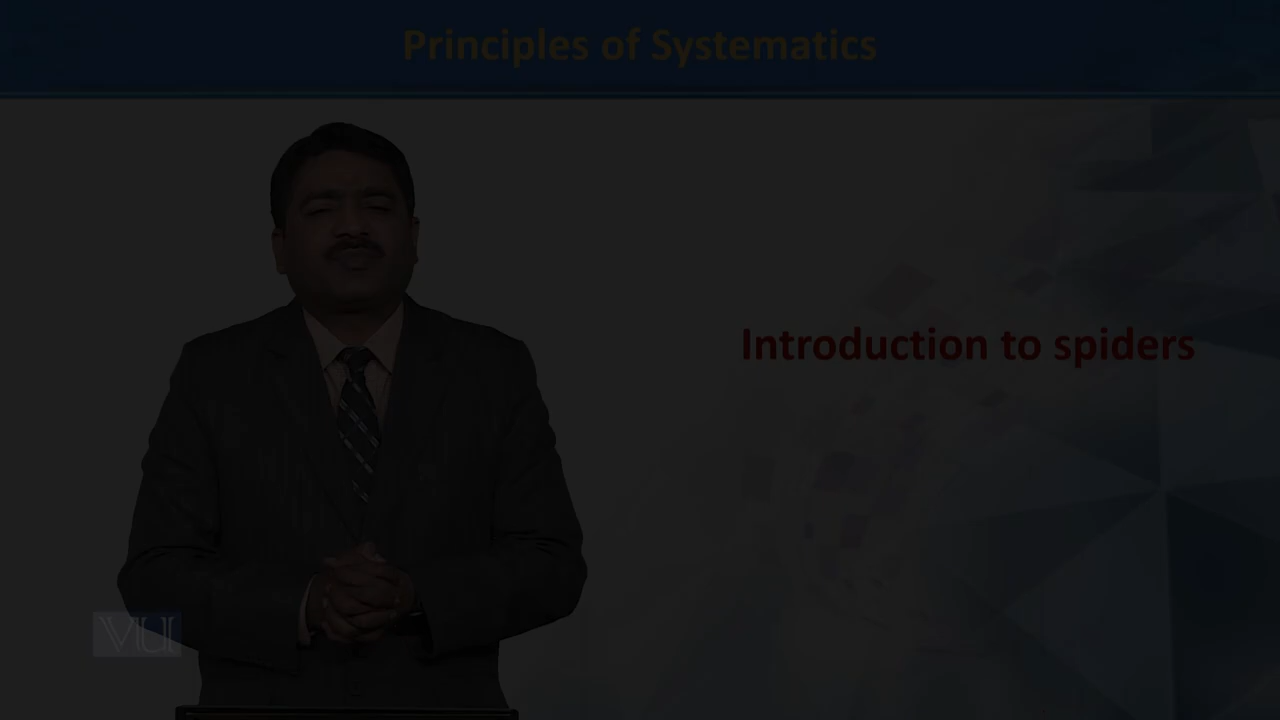 Principles of Systematics
Introduction to spiders
VU